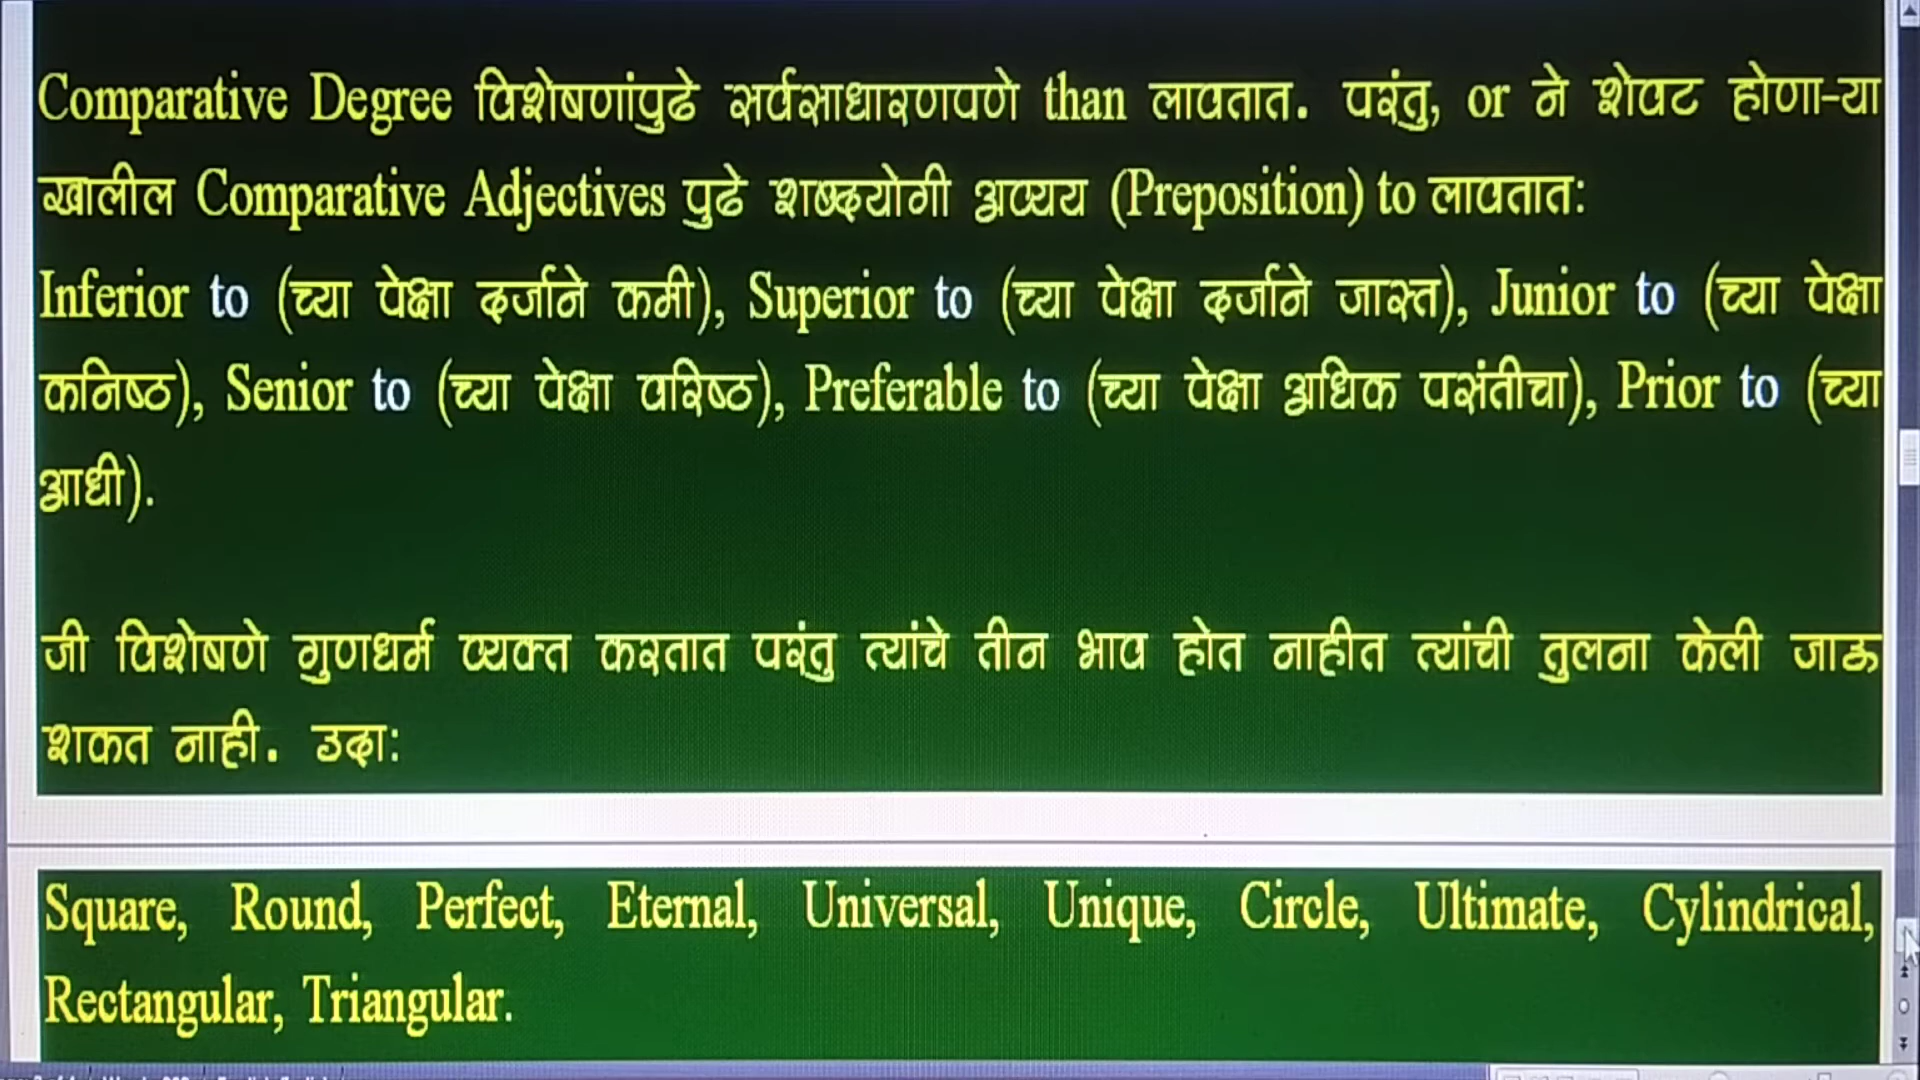 Comparative Degree विशेषणांपुढे सर्वसाधारणपणे than लावतात. परंतु, or ने शेवट होणा-या
खालील Comparative Adjectives पुढे शब्दयोगी अव्यय (Preposition) to लावतात:
Inferior to (च्या पेक्षा दर्जाने कमी), Superior to (च्या पेक्षा दर्जाने जास्त), Junior to (च्या पेक्षा
कनिष्ठ), Senior to (च्या पेक्षा वरिष्ठ), Preferable to (च्या पेक्षा अधिक पसंतीचा), Prior to (च्या
आधी).
जी विशेषणे गुणधर्म व्यक्त करतात परंतु त्यांचे तीन भाव होत नाहीत त्यांची तुलना केली जाऊ
शकत नाही. उदा:
Square, Round, Perfect, Eternal, Universal, Unique, Circle, Ultimate, Cylindrical,
Rectangular, Triangular.